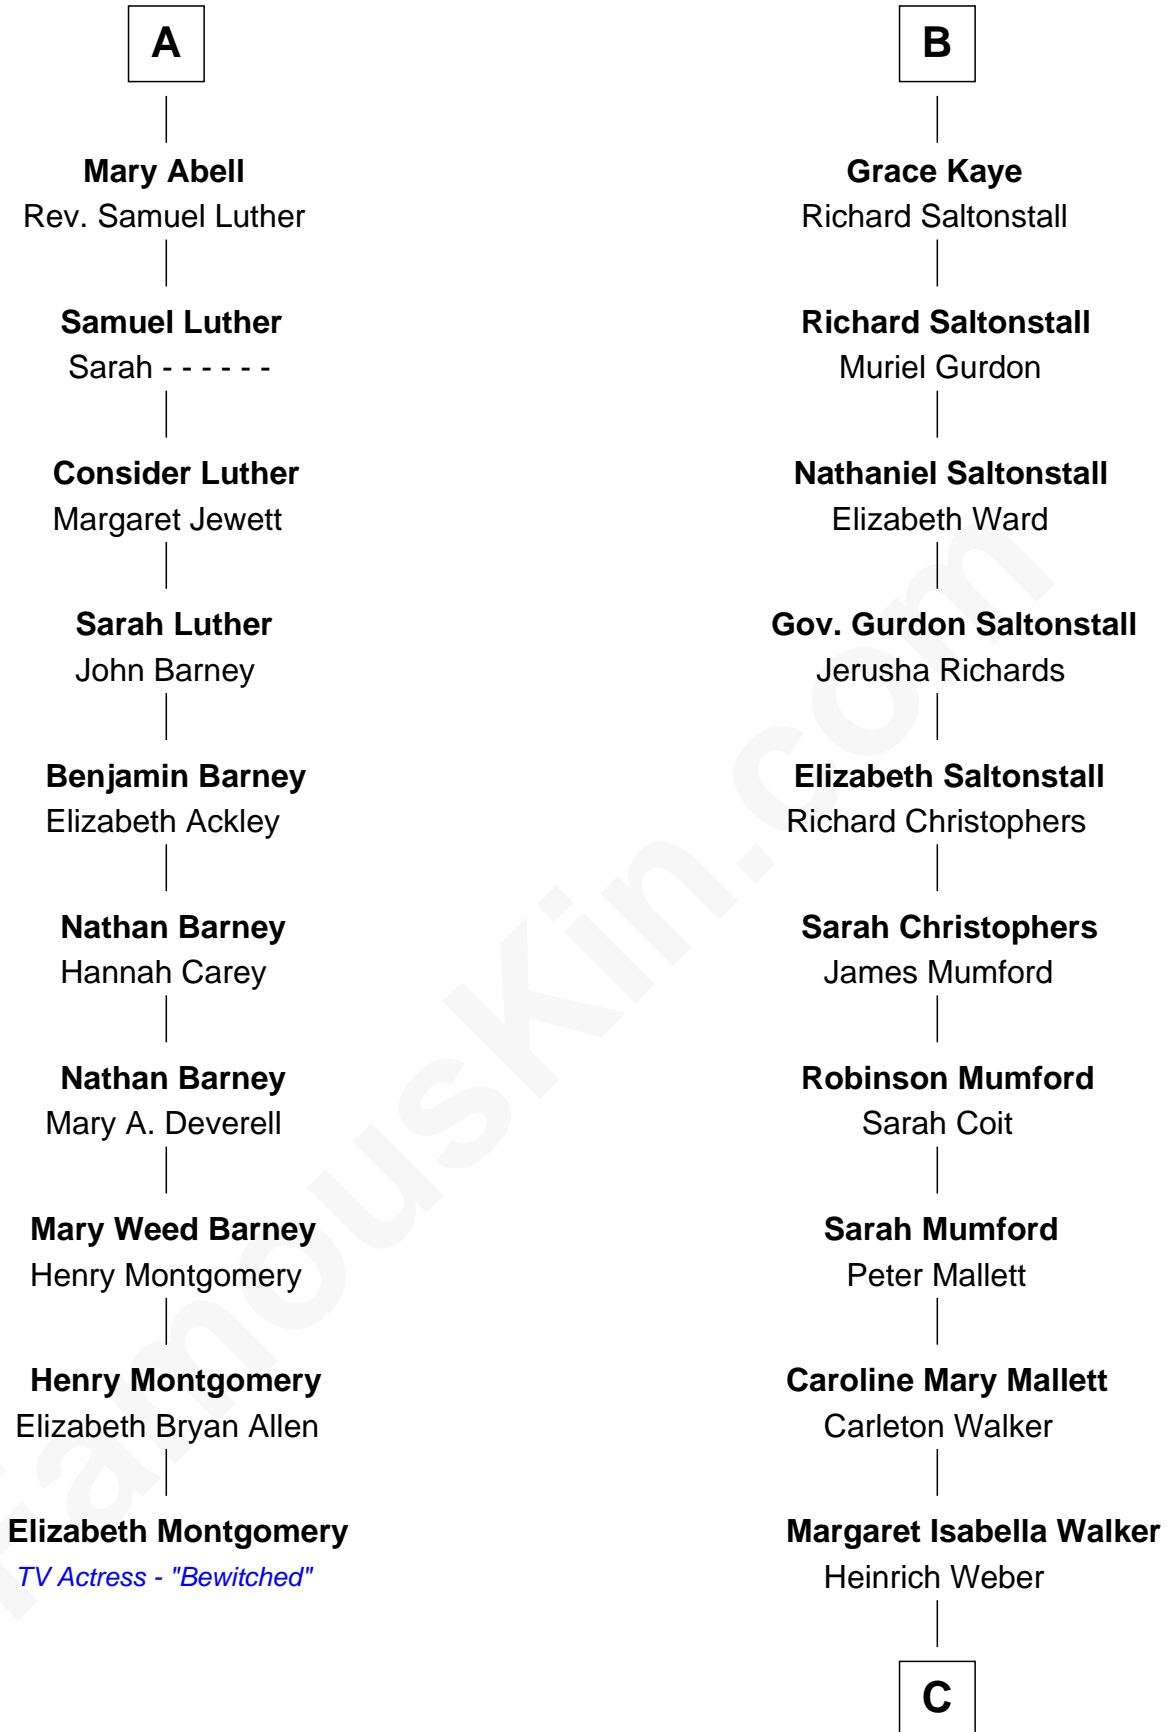 A
Mary Abell
Rev. Samuel Luther
Samuel Luther
Sarah - - - - - -
Consider Luther
Margaret Jewett
Sarah Luther
John Barney
Benjamin Barney
Elizabeth Ackley
Nathan Barney
Hannah Carey
Nathan Barney
Mary A. Deverell
Mary Weed Barney
Henry Montgomery
Henry Montgomery
Elizabeth Bryan Allen
Elizabeth Montgomery
TV Actress - "Bewitched"
B
Grace Kaye
Richard Saltonstall
Richard Saltonstall
Muriel Gurdon
Nathaniel Saltonstall
Elizabeth Ward
Gov. Gurdon Saltonstall
Jerusha Richards
Elizabeth Saltonstall
Richard Christophers
Sarah Christophers
James Mumford
Robinson Mumford
Sarah Coit
Sarah Mumford
Peter Mallett
Caroline Mary Mallett
Carleton Walker
Margaret Isabella Walker
Heinrich Weber
C
FamousKin.com